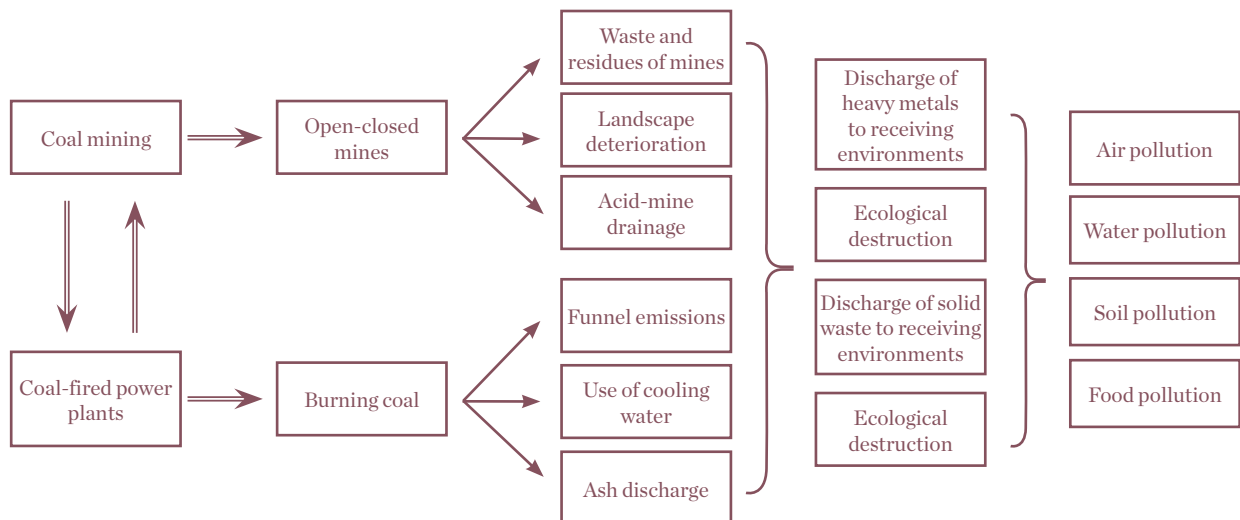 Coal mining
Open-closed
mines
Waste and
residues of mines
Landscape
deterioration
Acid-mine
drainage
Coal-fired power
plants
Burning coal
Funnel emissions
Use of cooling
water
Ash discharge
Discharge of
heavy metals
to receiving
environments
Ecological
destruction
Discharge of solid
waste to receiving
environments
Ecological
destruction
Air pollution
Water pollution
Soil pollution
Food pollution